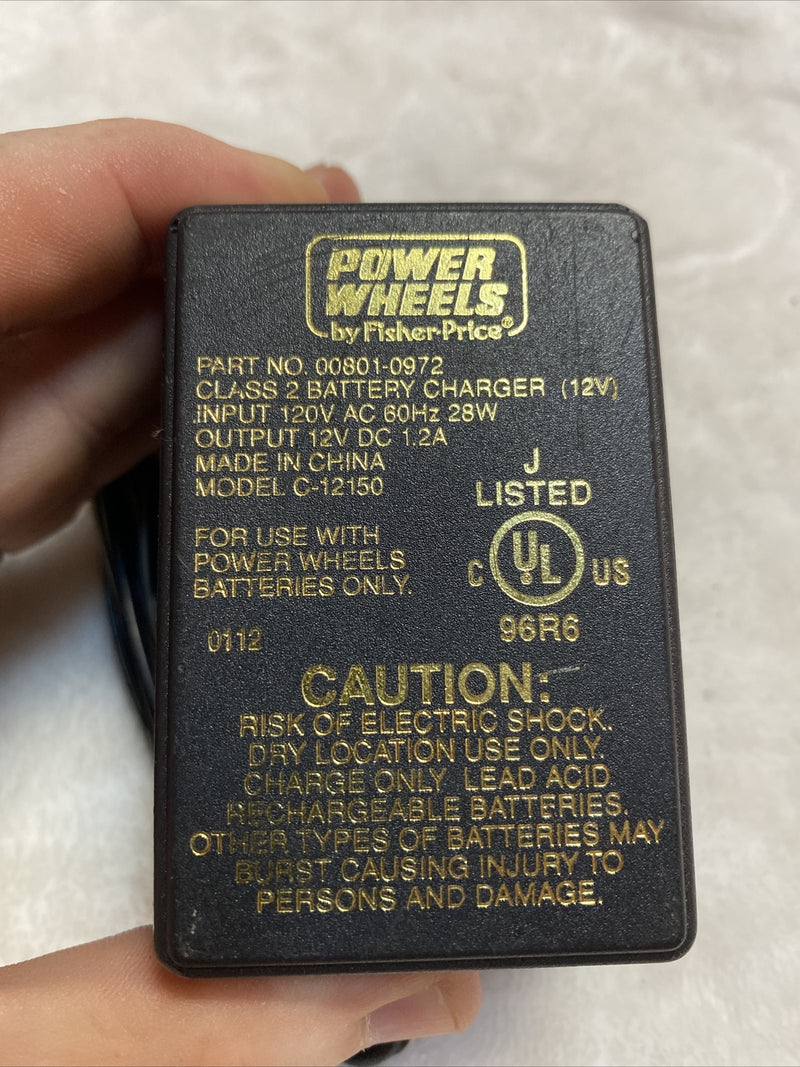 POWER
WHEELS
by Fisher-Price®
PART NO. 00801-0972
CLASS 2 BATTERY CHARGER (12V)
INPUT 120V AC 60Hz 28W
OUTPUT 12V DC 1.2A
MADE IN CHINA
MODEL C-12150
J
LISTED
C UL US
96R6
FOR USE WITH
POWER WHEELS
BATTERIES ONLY.
0112
CAUTION:
RISK OF ELECTRIC SHOCK.
DRY LOCATION USE ONLY.
CHARGE ONLY LEAD ACID
RECHARGEABLE BATTERIES.
OTHER TYPES OF BATTERIES MAY
BURST CAUSING INJURY TO
PERSONS AND DAMAGE.